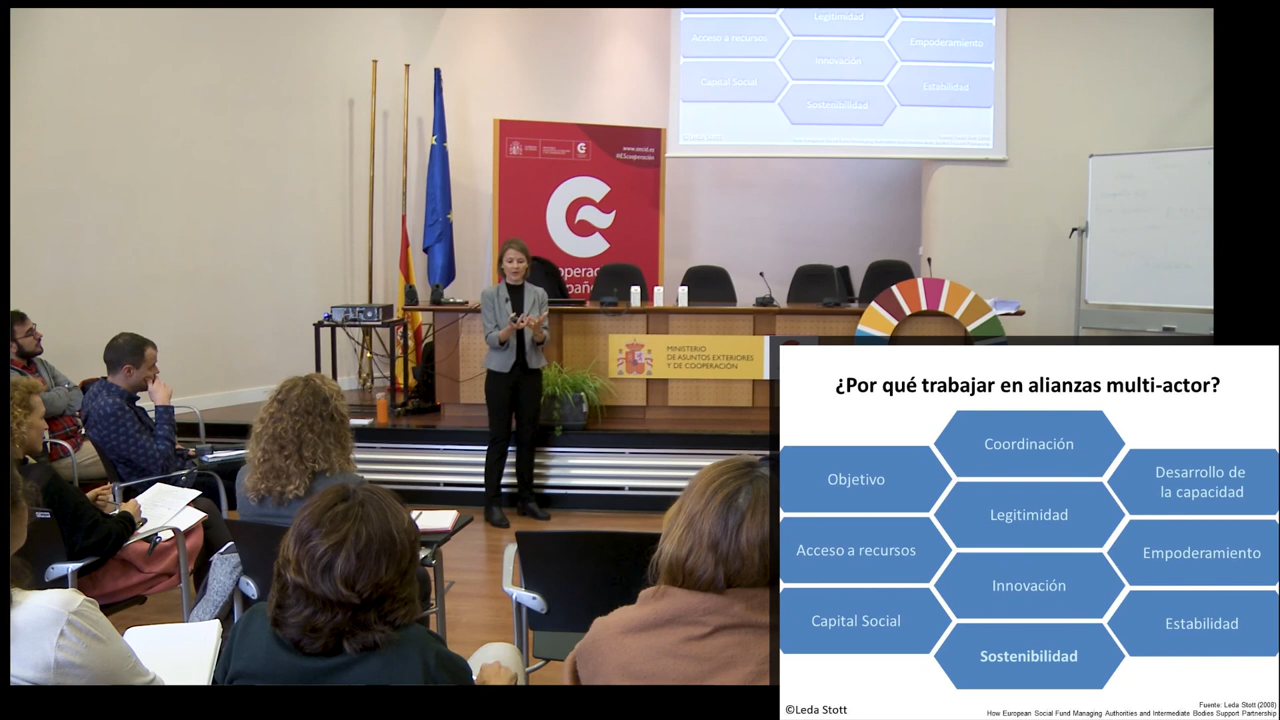 Legitimidad
Acceso a recursos
Empoderamiento
Innovación
Capital Social
Estabilidad
Sostenibilidad
©Leda Stott
www.aecid.es
#EScooperación
MINISTERIO
DE ASUNTOS EXTERIORES
Y DE COOPERACIÓN
¿Por qué trabajar en alianzas multi-actor?
Coordinación
Objetivo
Desarrollo de
la capacidad
Legitimidad
Acceso a recursos
Empoderamiento
Innovación
Capital Social
Estabilidad
Sostenibilidad
©Leda Stott
Fuente: Leda Stott (2008)
How European Social Fund Managing Authorities and Intermediate Bodies Support Partnership